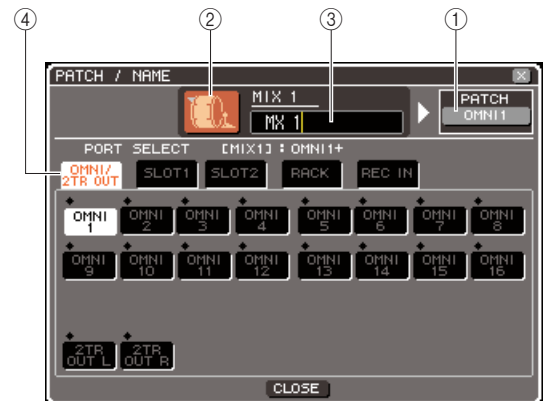 ④ ② ③ ①
PATCH / NAME
MIX 1
MX 1
PATCH
OMNI1
PORT SELECT [MIX1] : OMNI1+
OMNI/
2TR OUT
SLOT1 SLOT2 RACK REC IN
OMNI 1 OMNI 2 OMNI 3 OMNI 4 OMNI 5 OMNI 6 OMNI 7 OMNI 8
OMNI 9 OMNI 10 OMNI 11 OMNI 12 OMNI 13 OMNI 14 OMNI 15 OMNI 16
2TR OUT L 2TR OUT R
CLOSE